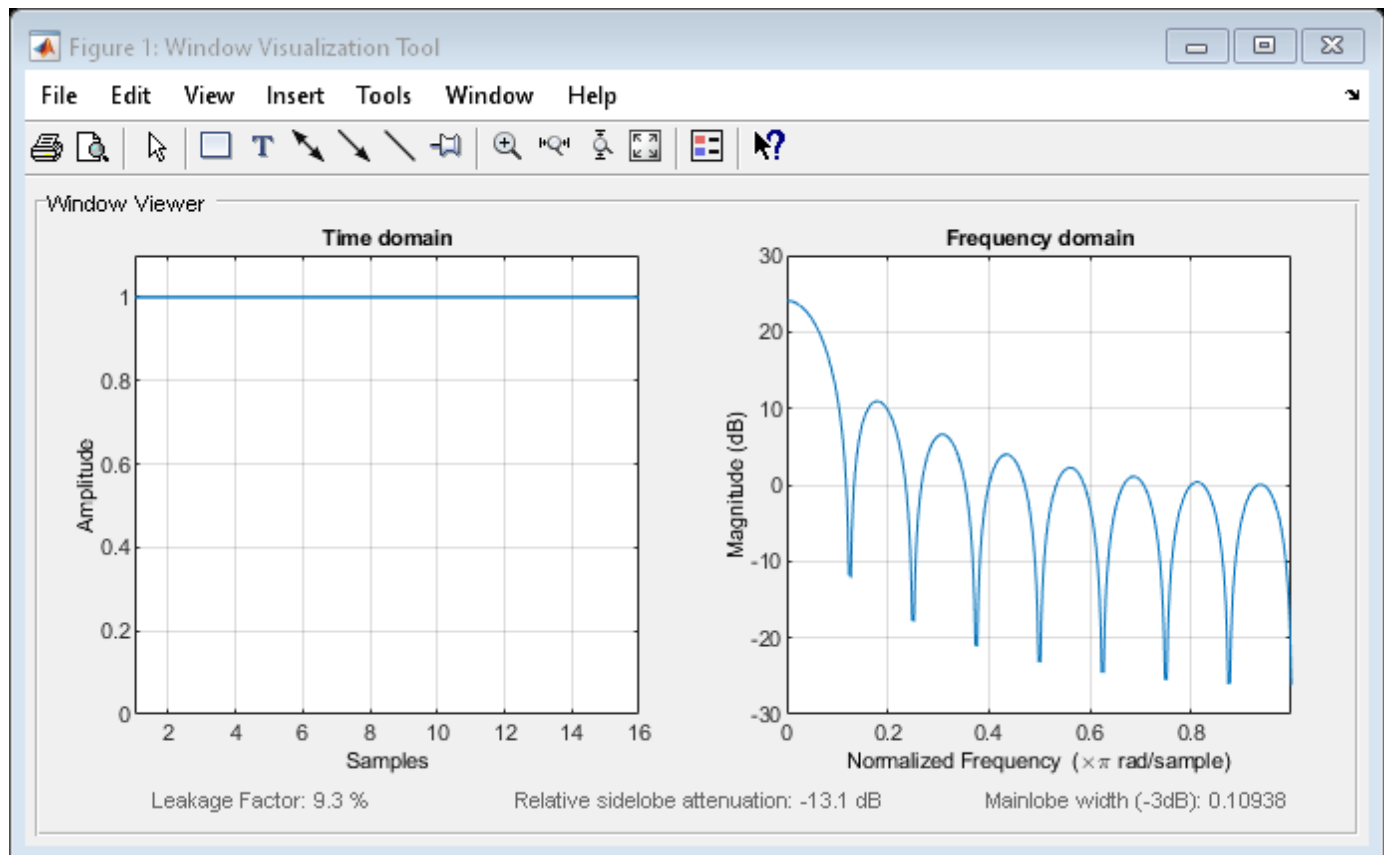 Figure 1: Window Visualization Tool
File Edit View Insert Tools Window Help
T
?
Window Viewer
Time domain
1
0.8
0.6
0.4
0.2
0
Amplitude
2 4 6 8 10 12 14 16
Samples
Frequency domain
30
20
10
0
-10
-20
-30
Magnitude (dB)
0 0.2 0.4 0.6 0.8
Normalized Frequency (×π rad/sample)
Leakage Factor: 9.3 % Relative sidelobe attenuation: -13.1 dB Mainlobe width (-3dB): 0.10938